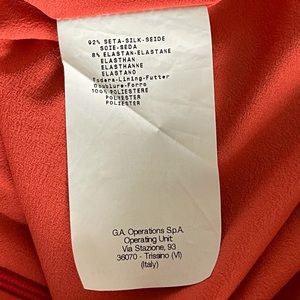 92% SETA-SILK-SEIDE
SOIE-SEDA
8% ELASTAN-ELASTANE
ELASTHAN
ELASTHANNE
ELASTANO
Fodera-Lining-Futter
Doublure-Forro
100% POLIESTERE
POLYESTER
POLYESTER
G.A. Operations S.p.A.
Operating Unit:
Via Stazione, 93
36070 - Trissino (VI)
(Italy)